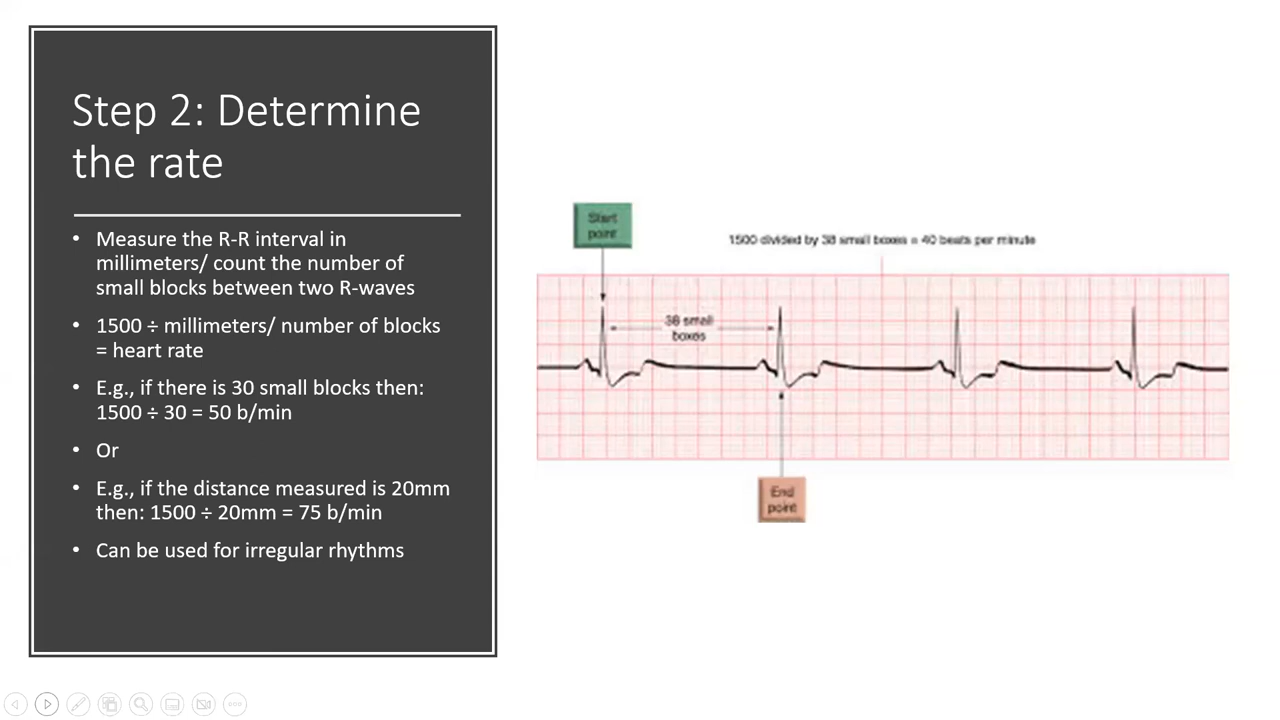 Step 2: Determine
the rate
• Measure the R-R interval in
millimeters/ count the number of
small blocks between two R-waves
• 1500 ÷ millimeters/ number of blocks
= heart rate
• E.g., if there is 30 small blocks then:
1500 ÷ 30 = 50 b/min
• Or
• E.g., if the distance measured is 20mm
then: 1500 ÷ 20mm = 75 b/min
• Can be used for irregular rhythms
Start
point
1500 divided by 38 small boxes = 40 beats per minute
38 small
boxes
End
point